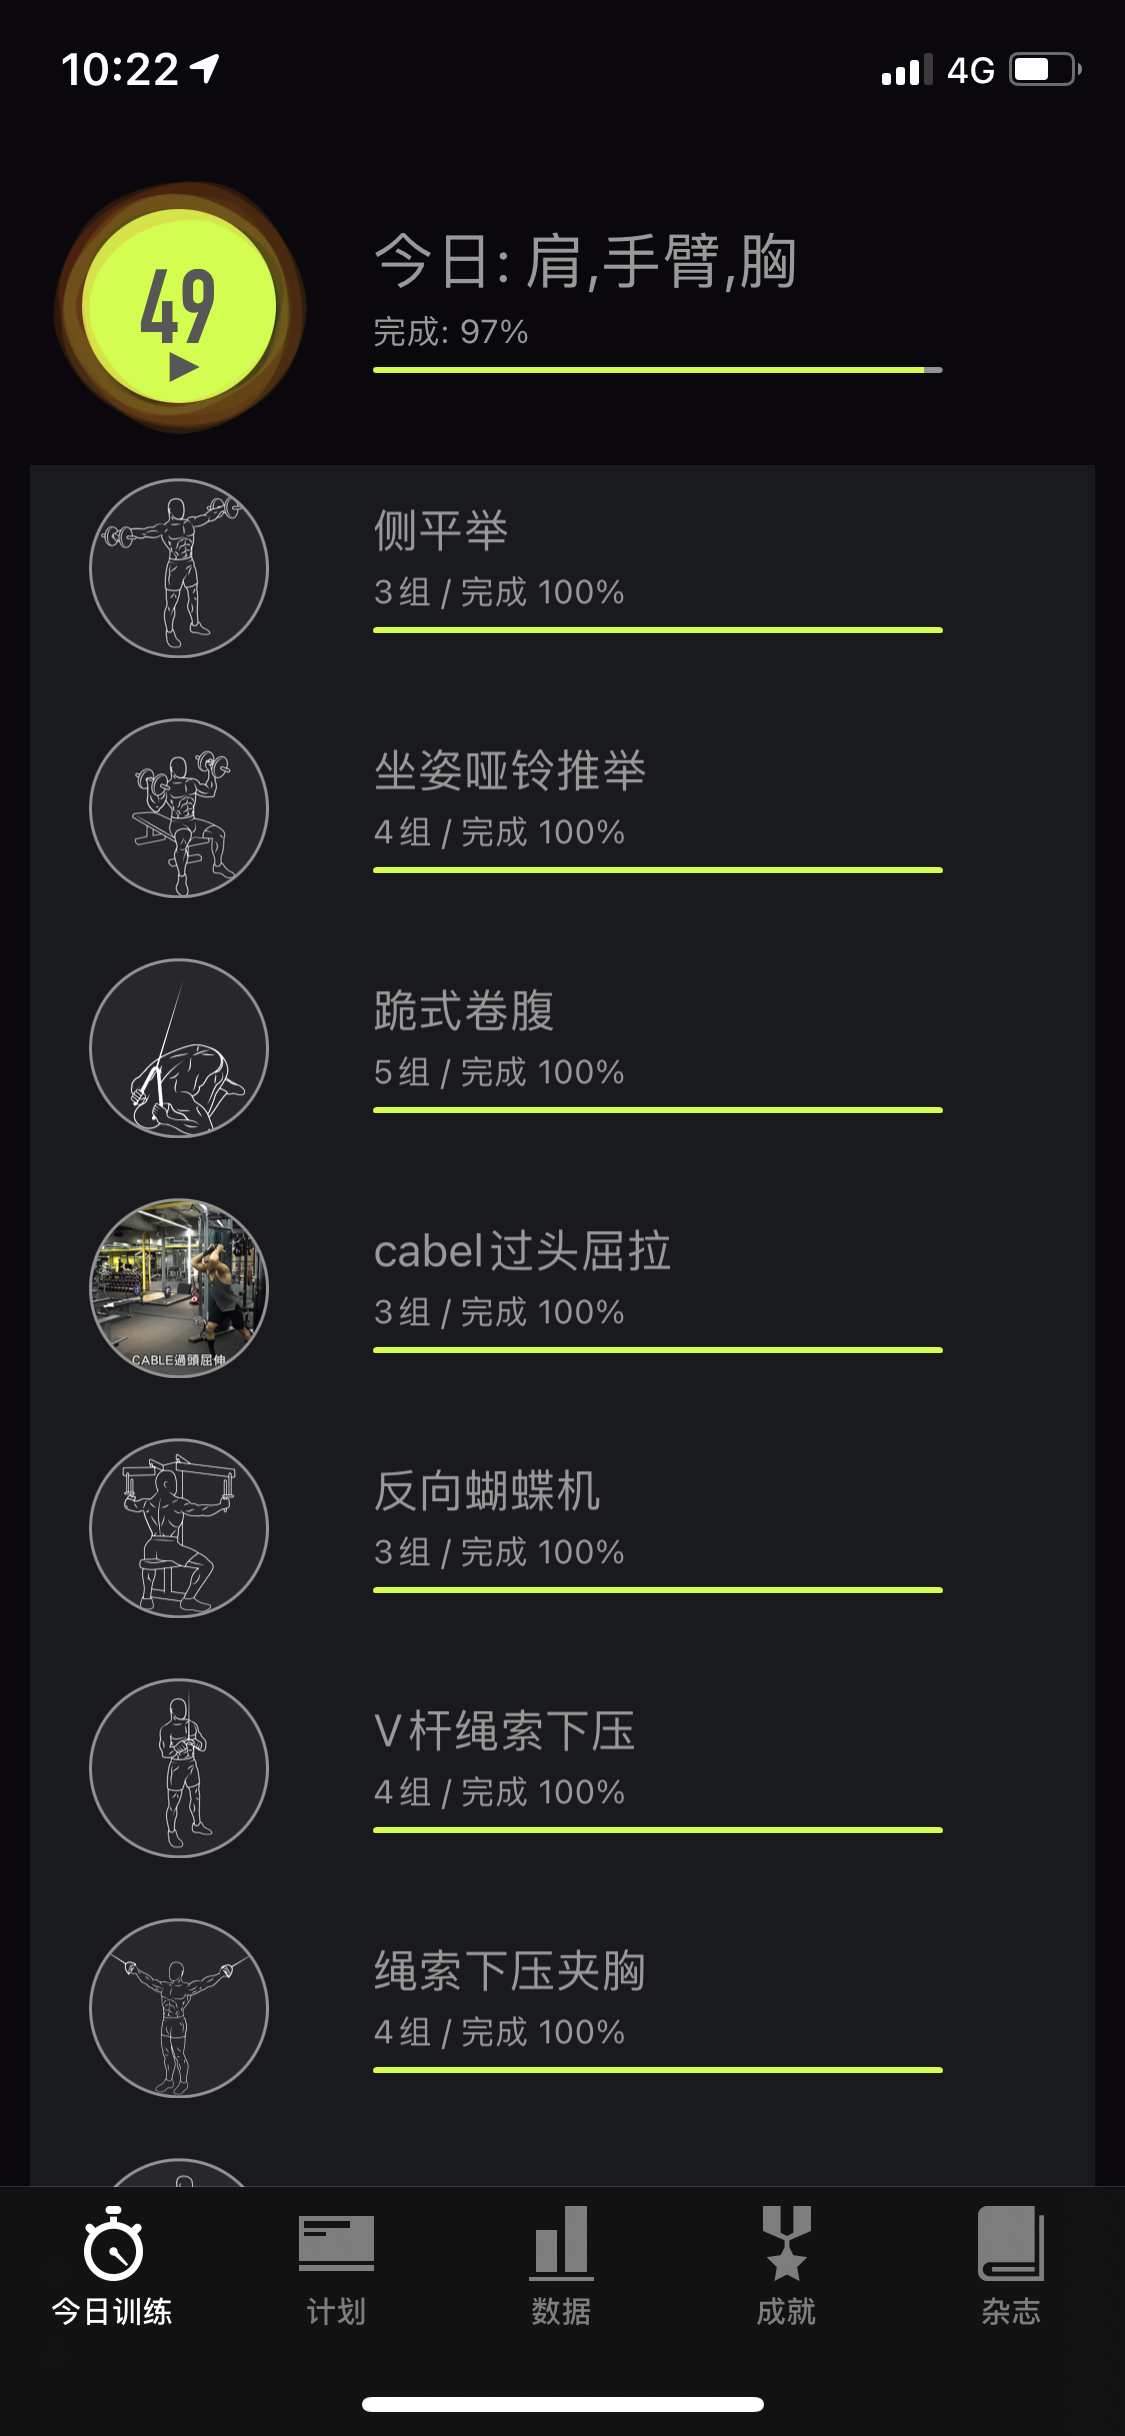 10:22
4G
49
今日: 肩,手臂,胸
完成: 97%
侧平举
3组 / 完成 100%
坐姿哑铃推举
4组 / 完成 100%
跪式卷腹
5组 / 完成 100%
cabel过头屈拉
3组 / 完成 100%
CABLE過頭屈伸
反向蝴蝶机
3组 / 完成 100%
V杆绳索下压
4组 / 完成 100%
绳索下压夹胸
4组 / 完成 100%
今日训练
计划
数据
成就
杂志